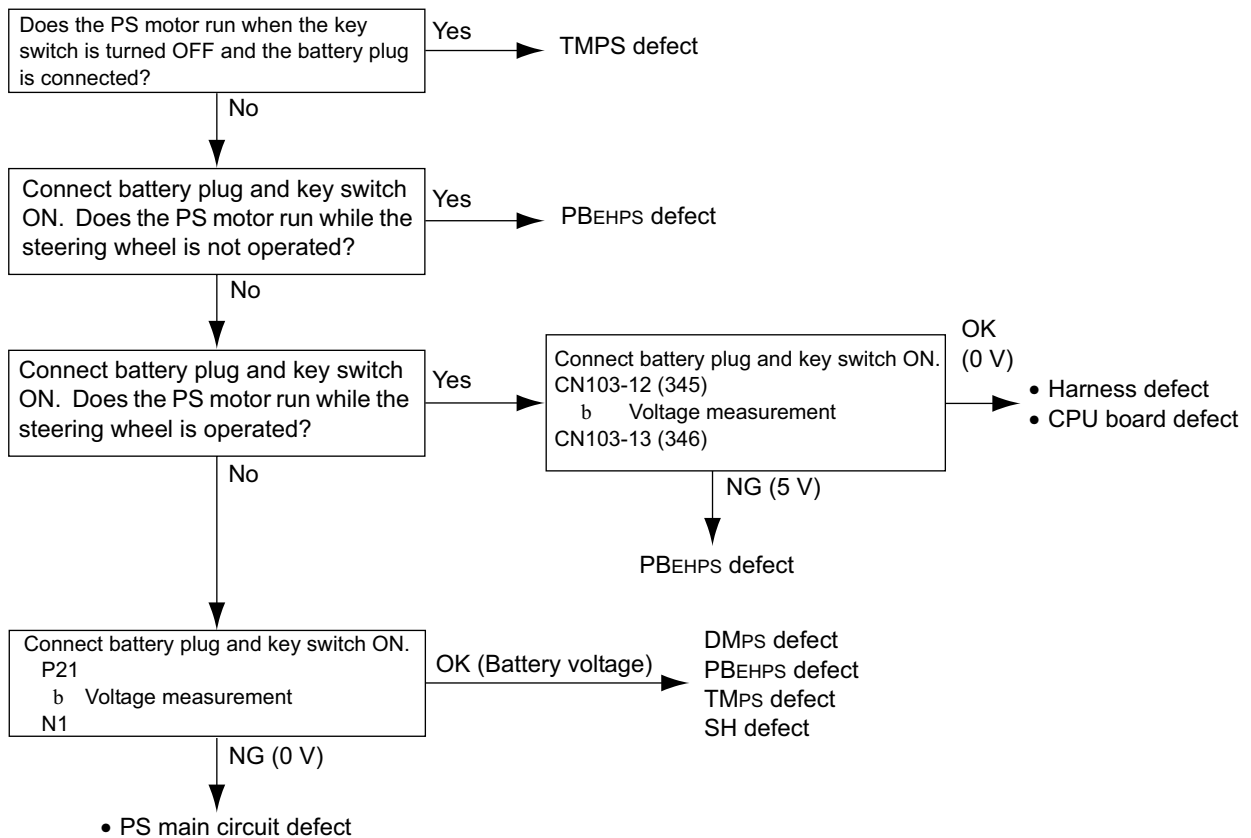 Does the PS motor run when the key
switch is turned OFF and the battery plug
is connected?
Yes
TMPS defect
No
Connect battery plug and key switch
ON. Does the PS motor run while the
steering wheel is not operated?
Yes
PBEHPS defect
No
Connect battery plug and key switch
ON. Does the PS motor run while the
steering wheel is operated?
Yes
Connect battery plug and key switch ON.
CN103-12 (345)
b Voltage measurement
CN103-13 (346)
OK
(0 V)
• Harness defect
• CPU board defect
NG (5 V)
PBEHPS defect
No
Connect battery plug and key switch ON.
P21
b Voltage measurement
N1
OK (Battery voltage)
DMPS defect
PBEHPS defect
TMPS defect
SH defect
NG (0 V)
• PS main circuit defect